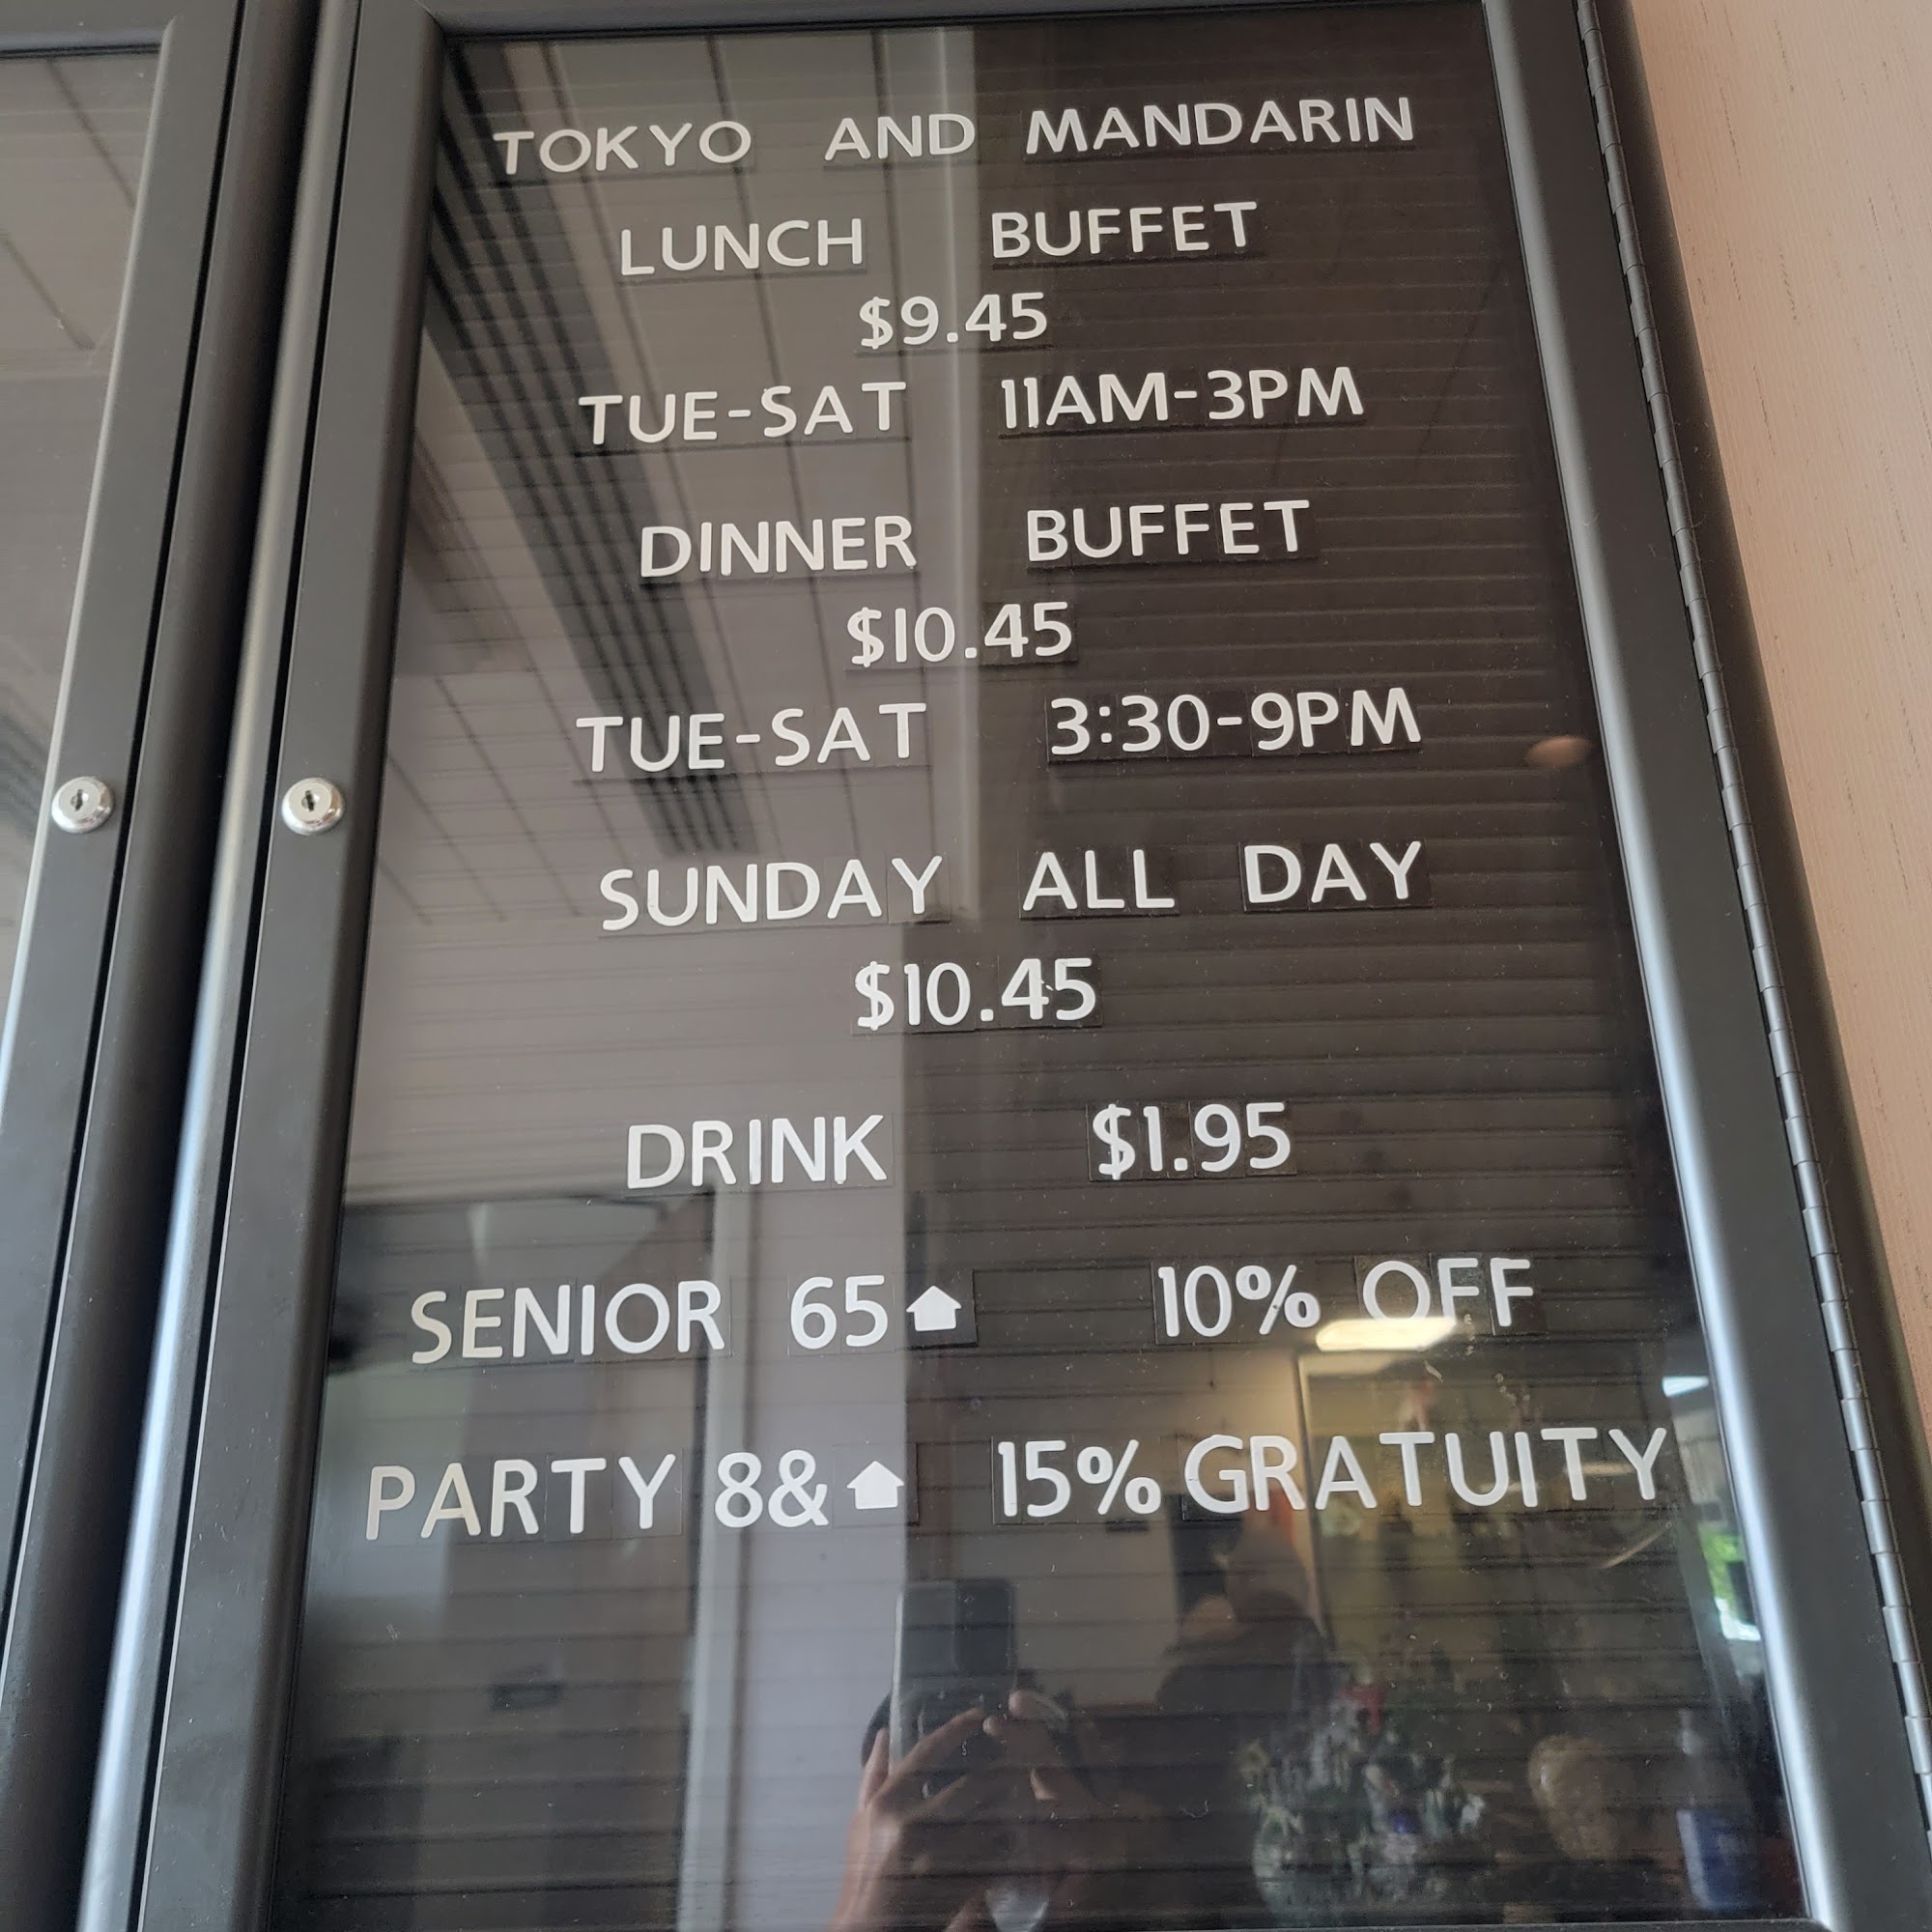 TOKYO AND MANDARIN
LUNCH BUFFET
$9.45
TUE-SAT 11AM-3PM
DINNER BUFFET
$10.45
TUE-SAT 3:30-9PM
SUNDAY ALL DAY
$10.45
DRINK $1.95
SENIOR 65⬆ 10% OFF
PARTY 8&⬆ 15% GRATUITY